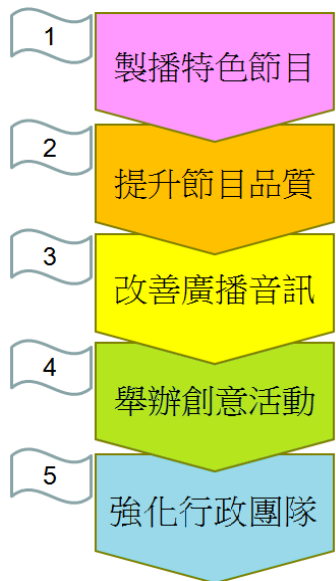 1
製播特色節目
2
提升節目品質
3
改善廣播音訊
4
舉辦創意活動
5
強化行政團隊